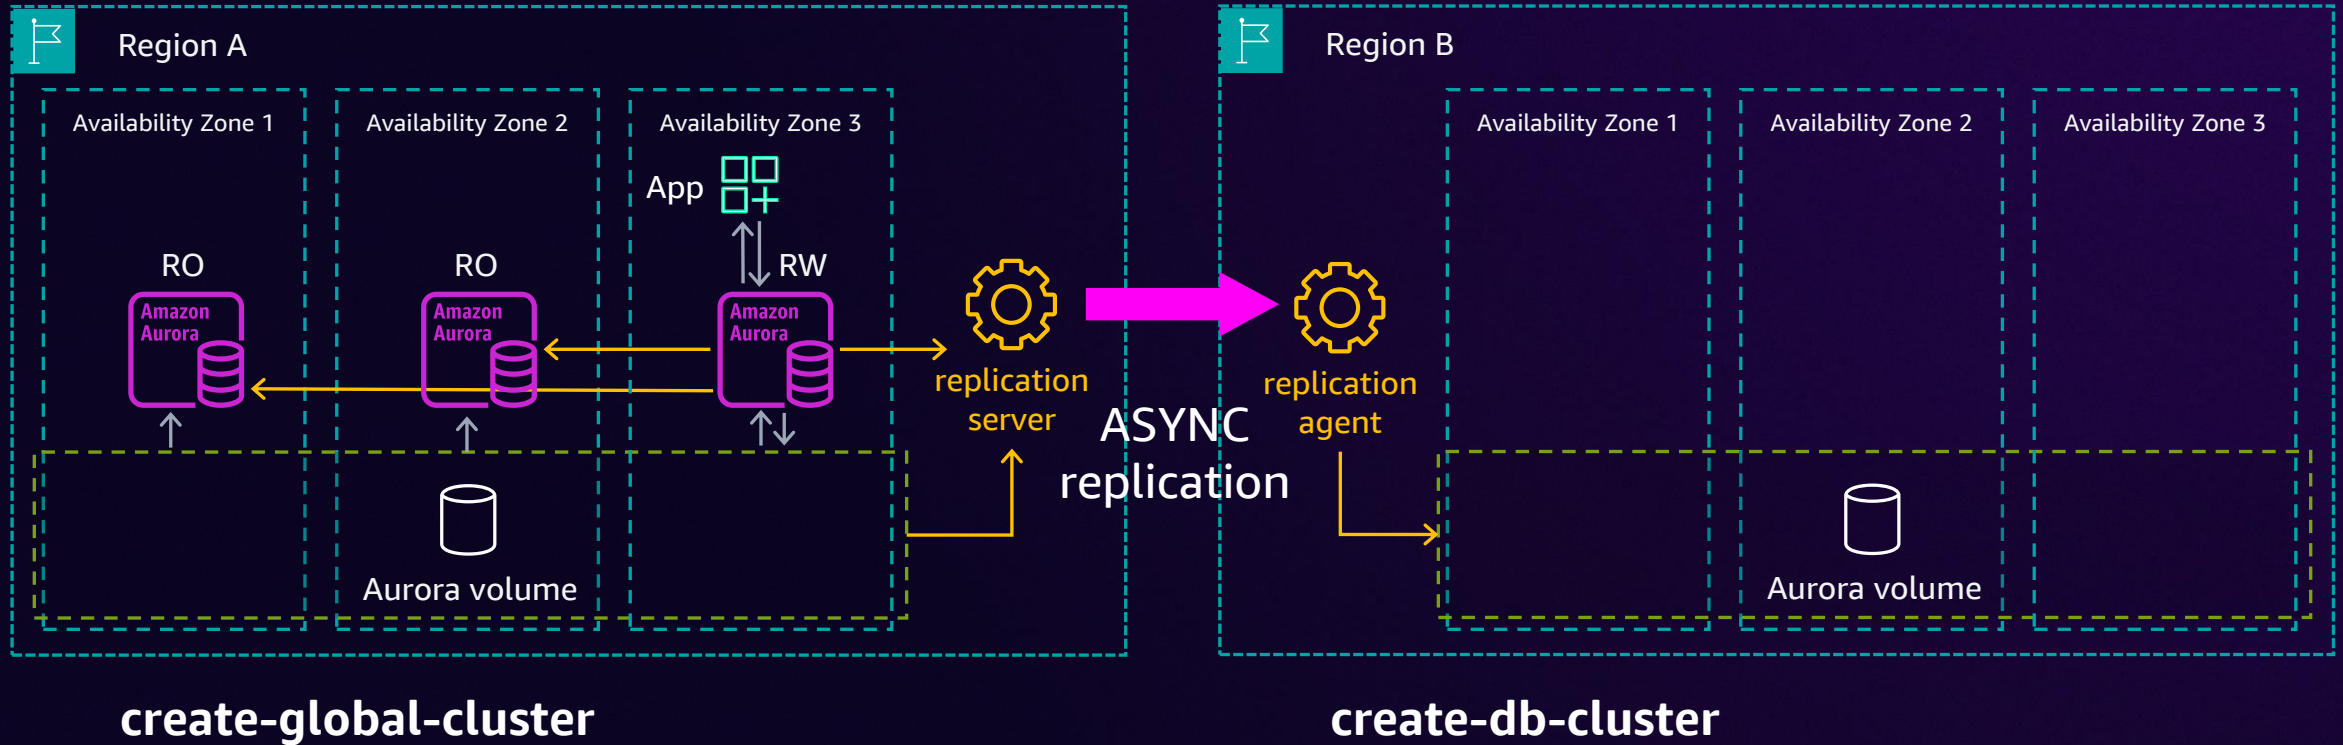 Region A
Availability Zone 1
Availability Zone 2
Availability Zone 3
App
RO
RO
RW
Amazon
Aurora
Amazon
Aurora
Amazon
Aurora
replication
server
Aurora volume
ASYNC
replication
Region B
Availability Zone 1
Availability Zone 2
Availability Zone 3
replication
agent
Aurora volume
create-global-cluster
create-db-cluster